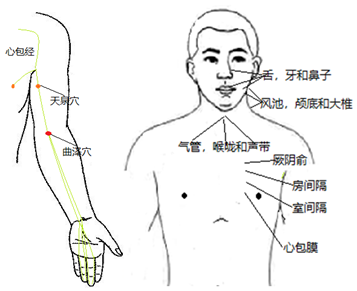 心包经
天泉穴
曲泽穴
舌，牙和鼻子
风池，颅底和大椎
气管，喉咙和声带
厥阴俞
房间隔
室间隔
心包膜